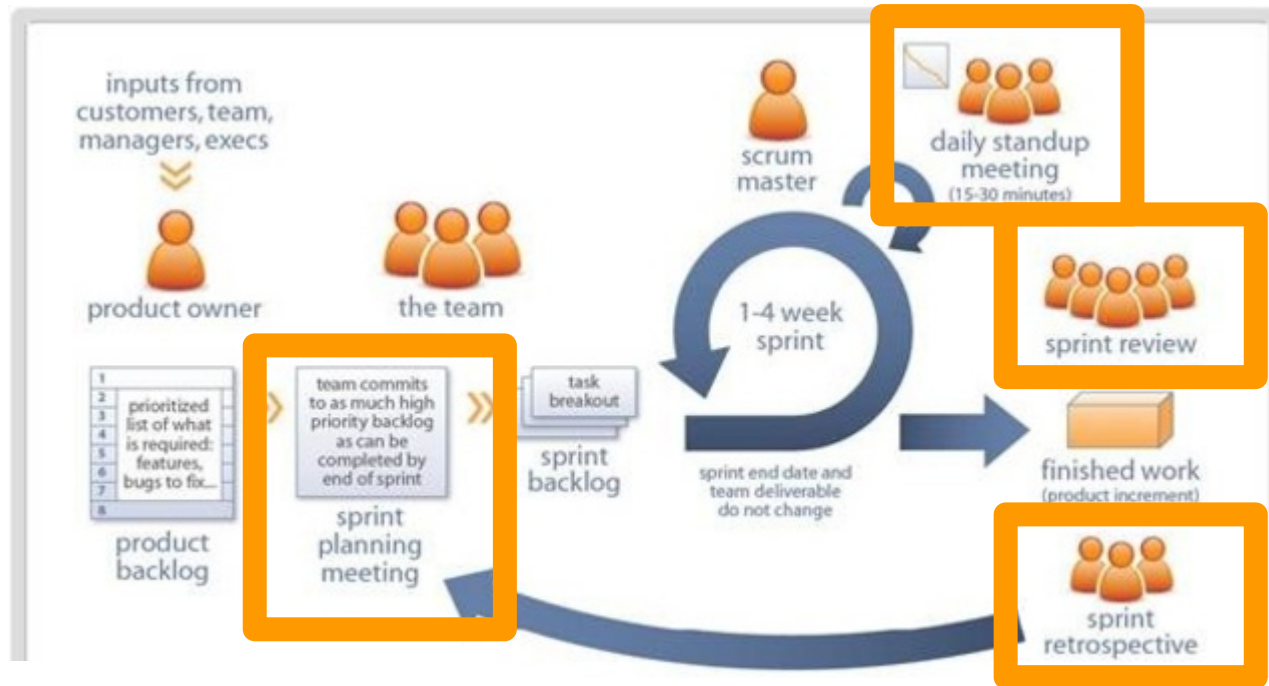 inputs from
customers, team,
managers, execs
product owner
the team
scrum
master
daily standup
meeting
(15-30 minutes)
1-4 week
sprint
sprint review
1
2
3
4
5
6
7
8
prioritized
list of what
is required:
features,
bugs to fix...
product
backlog
team commits
to as much high
priority backlog
as can be
completed by
end of sprint
sprint
planning
meeting
task
breakout
sprint
backlog
sprint end date and
team deliverable
do not change
finished work
(product increment)
sprint
retrospective